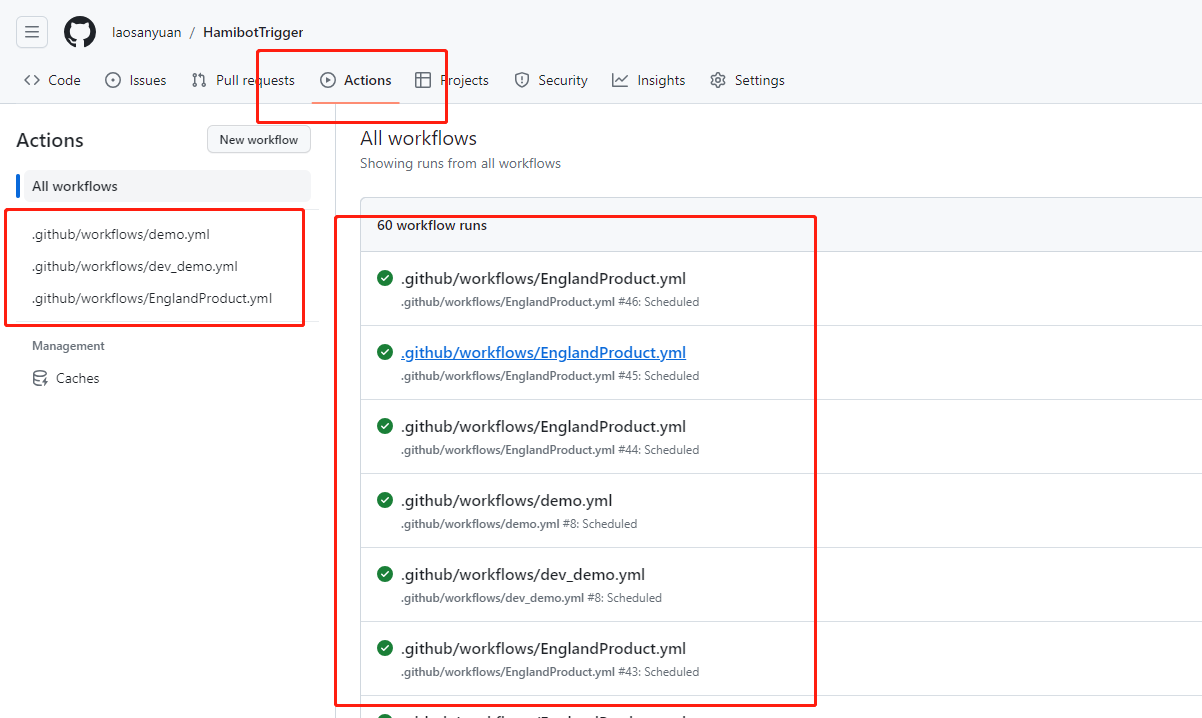 laosanyuan / HamibotTrigger
Code Issues Pull requests Actions Projects Security Insights Settings
Actions
New workflow
All workflows
.github/workflows/demo.yml
.github/workflows/dev_demo.yml
.github/workflows/EnglandProduct.yml
Management
Caches
All workflows
Showing runs from all workflows
60 workflow runs
.github/workflows/EnglandProduct.yml
.github/workflows/EnglandProduct.yml #46: Scheduled
.github/workflows/EnglandProduct.yml
.github/workflows/EnglandProduct.yml #45: Scheduled
.github/workflows/EnglandProduct.yml
.github/workflows/EnglandProduct.yml #44: Scheduled
.github/workflows/demo.yml
.github/workflows/demo.yml #8: Scheduled
.github/workflows/dev_demo.yml
.github/workflows/dev_demo.yml #8: Scheduled
.github/workflows/EnglandProduct.yml
.github/workflows/EnglandProduct.yml #43: Scheduled